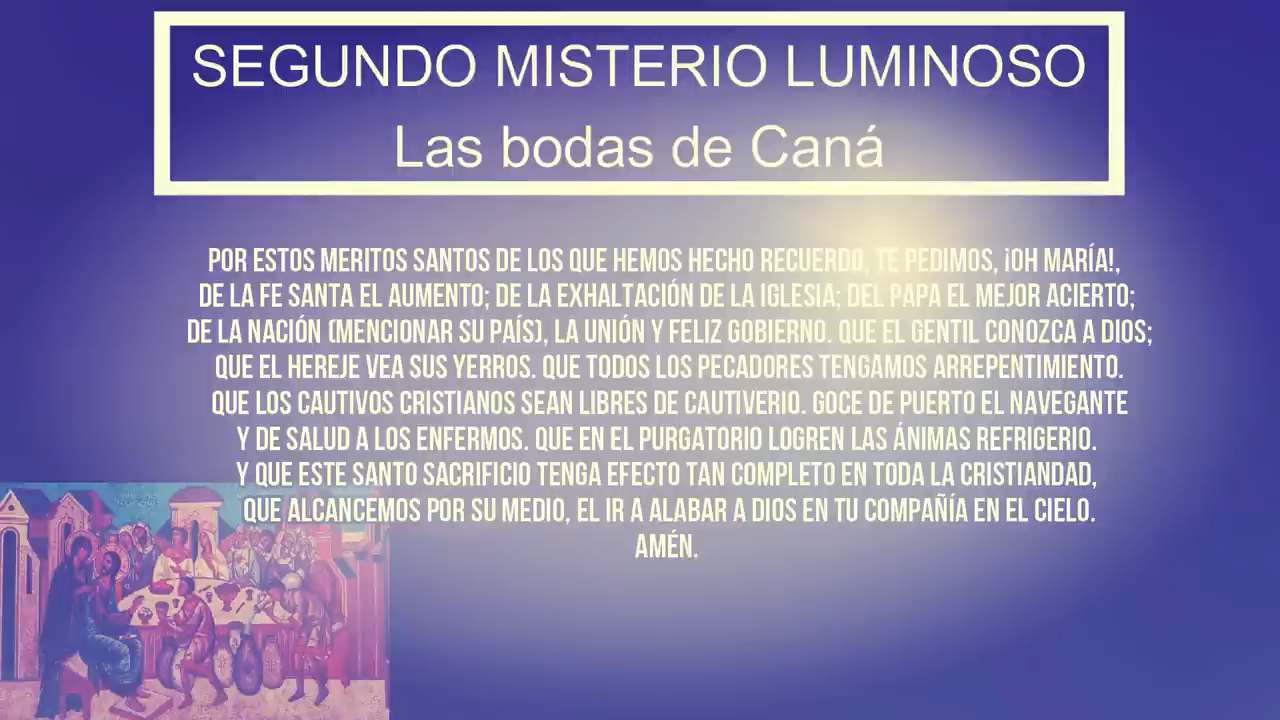 SEGUNDO MISTERIO LUMINOSO
Las bodas de Caná
POR ESTOS MERITOS SANTOS DE LOS QUE HEMOS HECHO RECUERDO, TE PEDIMOS, ¡OH MARÍA!,
DE LA FE SANTA EL AUMENTO; DE LA EXHALTACIÓN DE LA IGLESIA; DEL PAPA EL MEJOR ACIERTO;
DE LA NACIÓN (MENCIONAR SU PAÍS), LA UNIÓN Y FELIZ GOBIERNO. QUE EL GENTIL CONOZCA A DIOS;
QUE EL HEREJE VEA SUS YERROS. QUE TODOS LOS PECADORES TENGAMOS ARREPENTIMIENTO.
QUE LOS CAUTIVOS CRISTIANOS SEAN LIBRES DE CAUTIVERIO. GOCE DE PUERTO EL NAVEGANTE
Y DE SALUD A LOS ENFERMOS. QUE EN EL PURGATORIO LOGREN LAS ÁNIMAS REFRIGERIO.
Y QUE ESTE SANTO SACRIFICIO TENGA EFECTO TAN COMPLETO EN TODA LA CRISTIANDAD,
QUE ALCANCEMOS POR SU MEDIO, EL IR A ALABAR A DIOS EN TU COMPAÑÍA EN EL CIELO.
AMÉN.